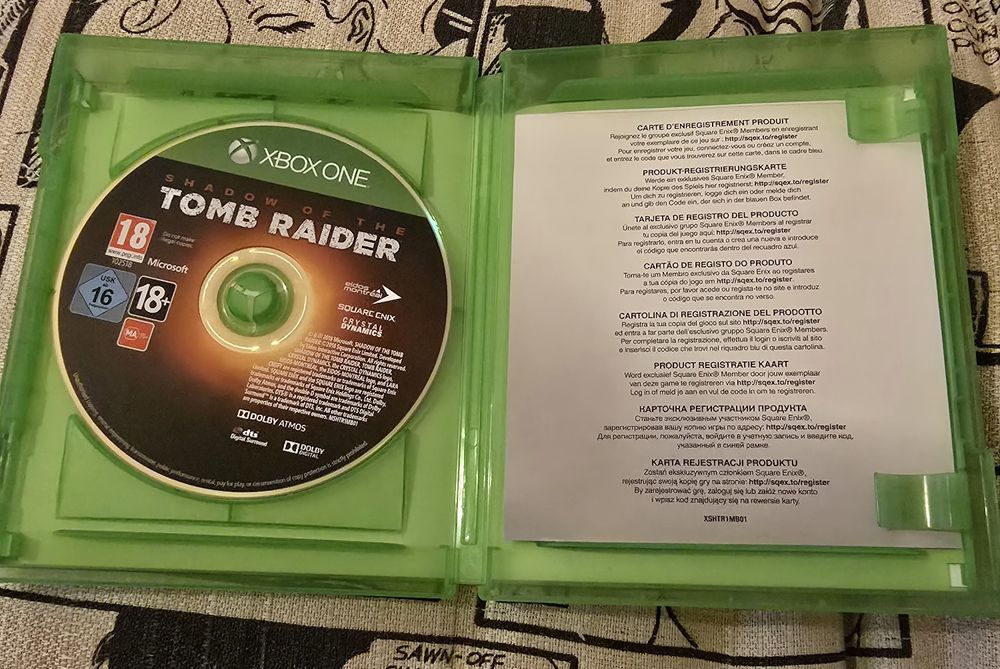 XBOX ONE
SHADOW OF THE
TOMB RAIDER
18
www.pegi.info
Do not make
illegal copies.
102518
Microsoft
USK
ab
16
18+
MA
eidos
montréal
SQUARE ENIX
CRYSTAL
DYNAMICS
DOLBY ATMOS
dts
Digital Surround
DOLBY
DIGITAL
CARTE D'ENREGISTREMENT PRODUIT
Rejoignez le groupe exclusif Square Enix® Members en enregistrant
votre exemplaire de ce jeu sur : http://sqex.to/register
Pour enregistrer votre jeu, connectez-vous ou créez un compte,
et entrez le code que vous trouverez sur cette carte, dans le cadre bleu.
PRODUKT-REGISTRIERUNGSKARTE
Werde ein exklusives Square Enix® Member,
indem du deine Kopie des Spiels hier registrierst: http://sqex.to/register
Um dich zu registrieren, logge dich ein oder melde dich
an und gib den Code ein, der sich in der blauen Box befindet.
TARJETA DE REGISTRO DEL PRODUCTO
Únete al exclusivo grupo Square Enix® Members al registrar
tu copia del juego aquí: http://sqex.to/register
Para registrarlo, entra en tu cuenta o crea una nueva e introduce
el código que encontrarás dentro del recuadro azul.
CARTÃO DE REGISTO DO PRODUTO
Torna-te um Membro exclusivo da Square Enix ao registares
a tua cópia do jogo em http://sqex.to/register.
Para registares, por favor acede ou regista-te no site e introduz
o código que se encontra no verso.
CARTOLINA DI REGISTRAZIONE DEL PRODOTTO
Registra la tua copia del gioco sul sito http://sqex.to/register
ed entra a far parte dell'esclusivo gruppo Square Enix® Members.
Per completare la registrazione, effettua il login o iscriviti al sito
e inserisci il codice che trovi nel riquadro blu di questa cartolina.
PRODUCT REGISTRATIE KAART
Word exclusief Square Enix® Member door jouw exemplaar
van deze game te registreren via http://sqex.to/register
Log in of meld je aan en vul de code in om te registreren.
КАРТОЧКА РЕГИСТРАЦИИ ПРОДУКТА
Станьте эксклюзивным участником Square Enix®,
зарегистрировав вашу копию игры по адресу: http://sqex.to/register
Для регистрации, пожалуйста, войдите в учетную запись и введите код,
указанный в синей рамке.
KARTA REJESTRACJI PRODUKTU
Zostań ekskluzywnym członkiem Square Enix®,
rejestrując swoją kopię gry na stronie: http://sqex.to/register
By zarejestrować grę, zaloguj się lub załóż nowe konto
i wpisz kod znajdujący się na rewersie karty.
XSHTR1MB01
SAWN-OFF